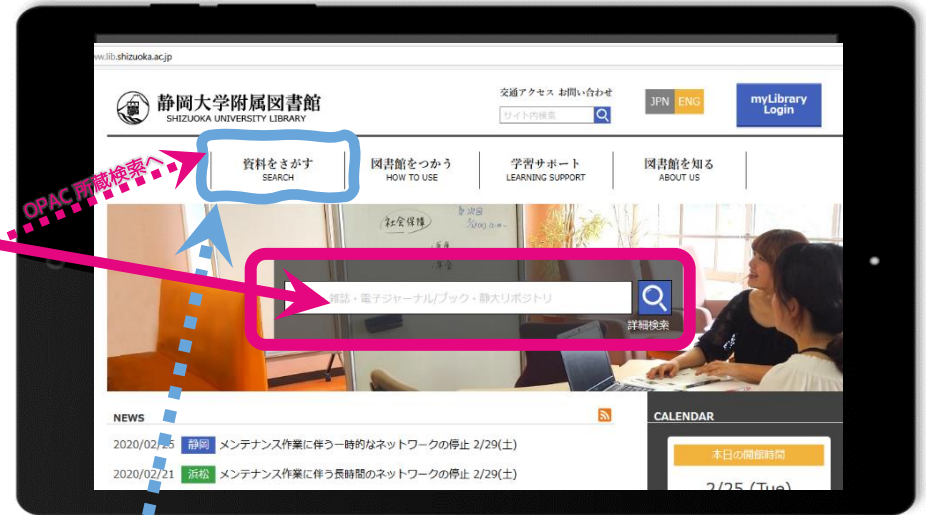 ww.lib.shizuoka.ac.jp
静岡大学附属図書館
SHIZUOKA UNIVERSITY LIBRARY
交通アクセス お問い合わせ
サイト内検索
JPN ENG
myLibrary
Login
OPAC所蔵検索へ
資料をさがす
SEARCH
図書館をつかう
HOW TO USE
学習サポート
LEARNING SUPPORT
図書館を知る
ABOUT US
社会保障
雑誌・電子ジャーナル/ブック・静大リポジトリ
詳細検索
NEWS
2020/02/25 静岡 メンテナンス作業に伴う一時的なネットワークの停止 2/29(土)
2020/02/21 浜松 メンテナンス作業に伴う長時間のネットワークの停止 2/29(土)
CALENDAR
本日の開館時間
2/25 (Tue)